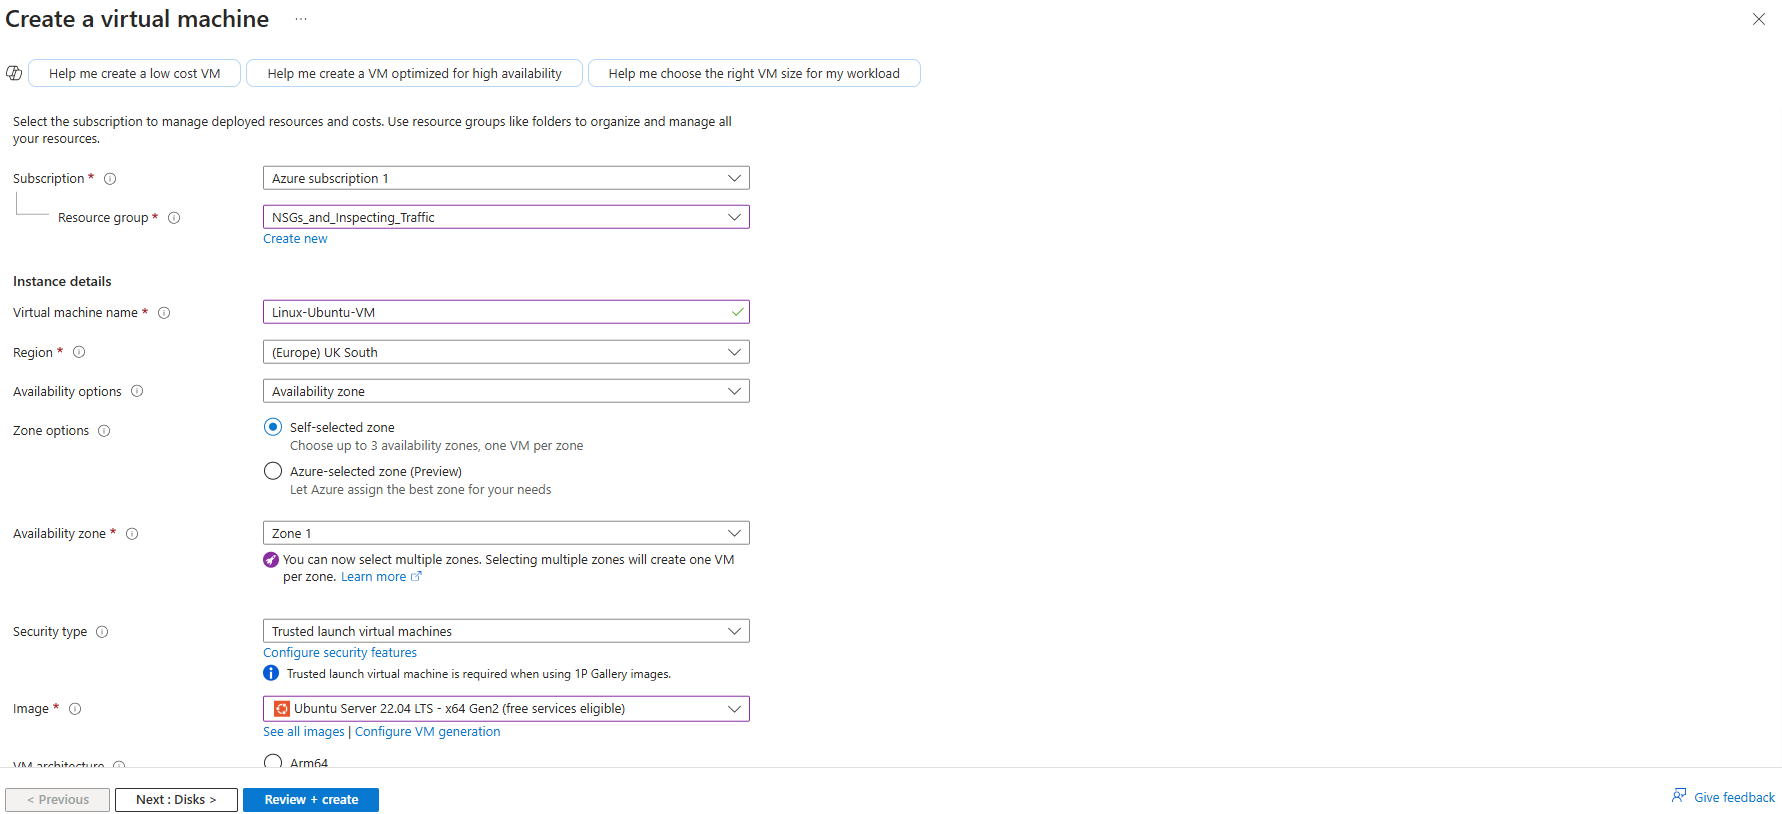 Create a virtual machine ...
Help me create a low cost VM
Help me create a VM optimized for high availability
Help me choose the right VM size for my workload
Select the subscription to manage deployed resources and costs. Use resource groups like folders to organize and manage all
your resources.
Subscription *
Azure subscription 1
Resource group *
NSGs_and_Inspecting_Traffic
Create new
Instance details
Virtual machine name *
Linux-Ubuntu-VM
Region *
(Europe) UK South
Availability options
Availability zone
Zone options
Self-selected zone
Choose up to 3 availability zones, one VM per zone
Azure-selected zone (Preview)
Let Azure assign the best zone for your needs
Availability zone *
Zone 1
You can now select multiple zones. Selecting multiple zones will create one VM
per zone. Learn more
Security type
Trusted launch virtual machines
Configure security features
Trusted launch virtual machine is required when using 1P Gallery images.
Image *
Ubuntu Server 22.04 LTS - x64 Gen2 (free services eligible)
See all images | Configure VM generation
VM architecture
Arm64
< Previous
Next : Disks >
Review + create
Give feedback